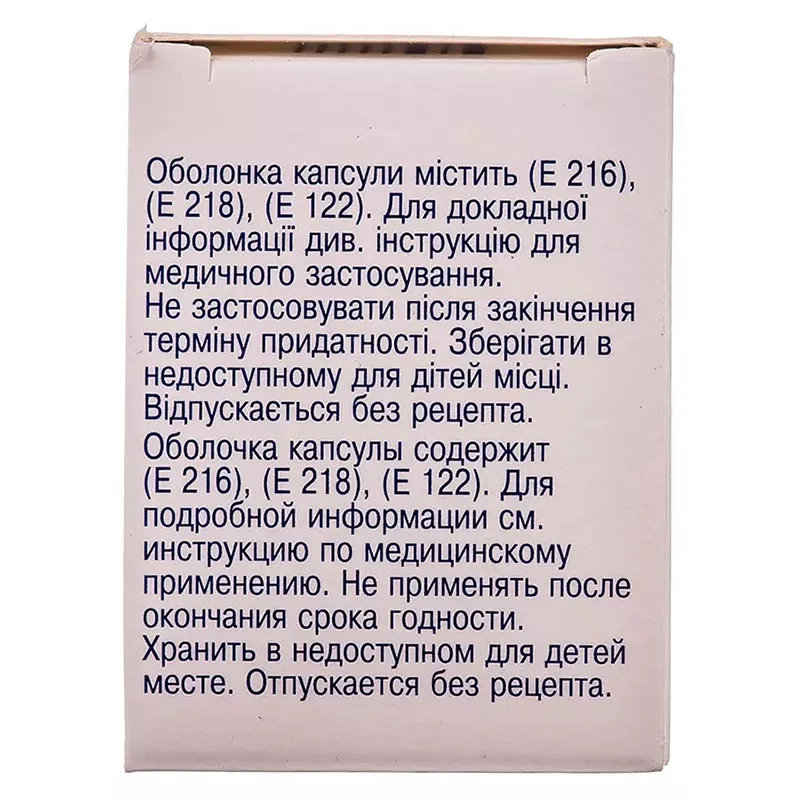 Оболонка капсули містить (Е 216),
(Е 218), (Е 122). Для докладної
інформації див. інструкцію для
медичного застосування.
Не застосовувати після закінчення
терміну придатності. Зберігати в
недоступному для дітей місці.
Відпускається без рецепта.
Оболочка капсулы содержит
(Е 216), (Е 218), (Е 122). Для
подробной информации см.
инструкцию по медицинскому
применению. Не применять после
окончания срока годности.
Хранить в недоступном для детей
месте. Отпускается без рецепта.